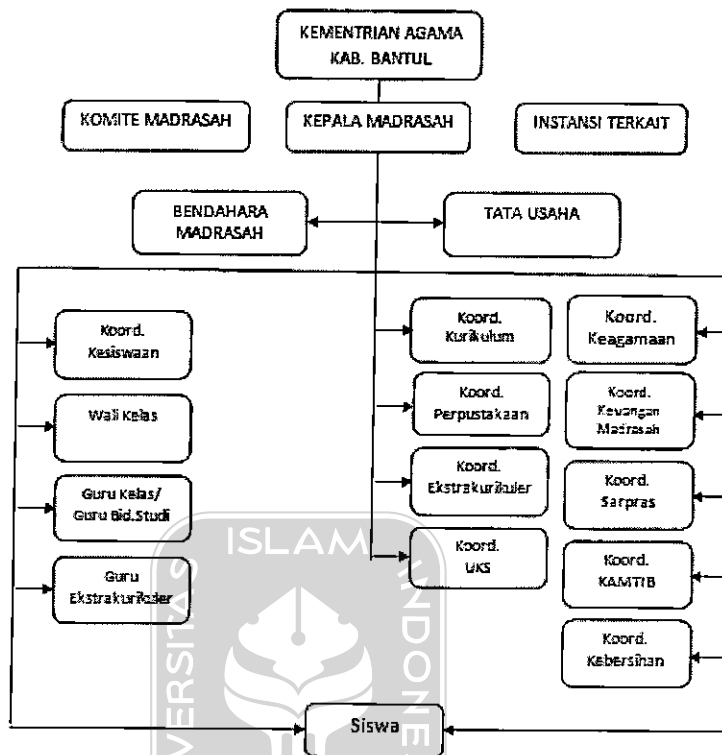 KEMENTRIAN AGAMA
KAB. BANTUL
KOMITE MADRASAH
KEPALA MADRASAH
INSTANSI TERKAIT
BENDAHARA
MADRASAH
TATA USAHA
Koord.
Kesiswaan
Wali Kelas
Guru Kelas/
Guru Bid.Studi
Guru
Ekstrakurikuler
Koord.
Kurikulum
Koord.
Perpustakaan
Koord.
Ekstrakurikuler
Koord.
UKS
Koord.
Keagamaan
Koord.
Keuangan
Madrasah
Koord.
Sarpras
Koord.
KAMTIB
Koord.
Kebersihan
Siswa
ISLAM